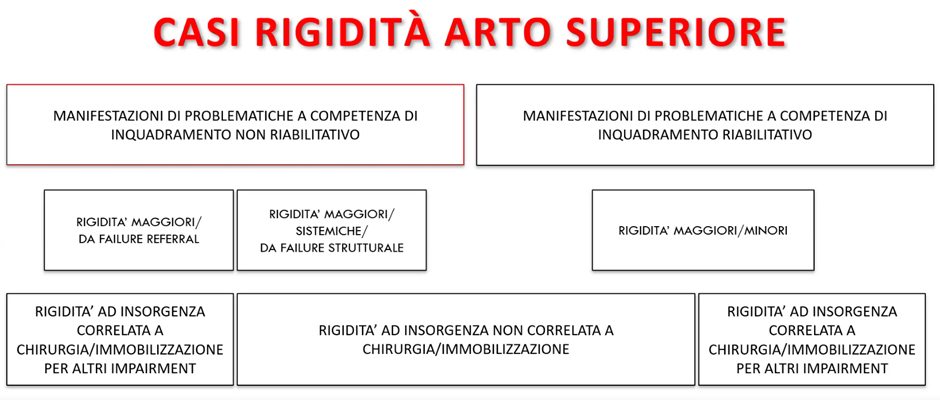 CASI RIGIDITÀ ARTO SUPERIORE
MANIFESTAZIONI DI PROBLEMATICHE A COMPETENZA DI
INQUADRAMENTO NON RIABILITATIVO
MANIFESTAZIONI DI PROBLEMATICHE A COMPETENZA DI
INQUADRAMENTO RIABILITATIVO
RIGIDITA' MAGGIORI/
DA FAILURE REFERRAL
RIGIDITA' MAGGIORI/
SISTEMICHE/
DA FAILURE STRUTTURALE
RIGIDITA' MAGGIORI/MINORI
RIGIDITA' AD INSORGENZA
CORRELATA A
CHIRURGIA/IMMOBILIZZAZIONE
PER ALTRI IMPAIRMENT
RIGIDITA' AD INSORGENZA NON CORRELATA A
CHIRURGIA/IMMOBILIZZAZIONE
RIGIDITA' AD INSORGENZA
CORRELATA A
CHIRURGIA/IMMOBILIZZAZIONE
PER ALTRI IMPAIRMENT